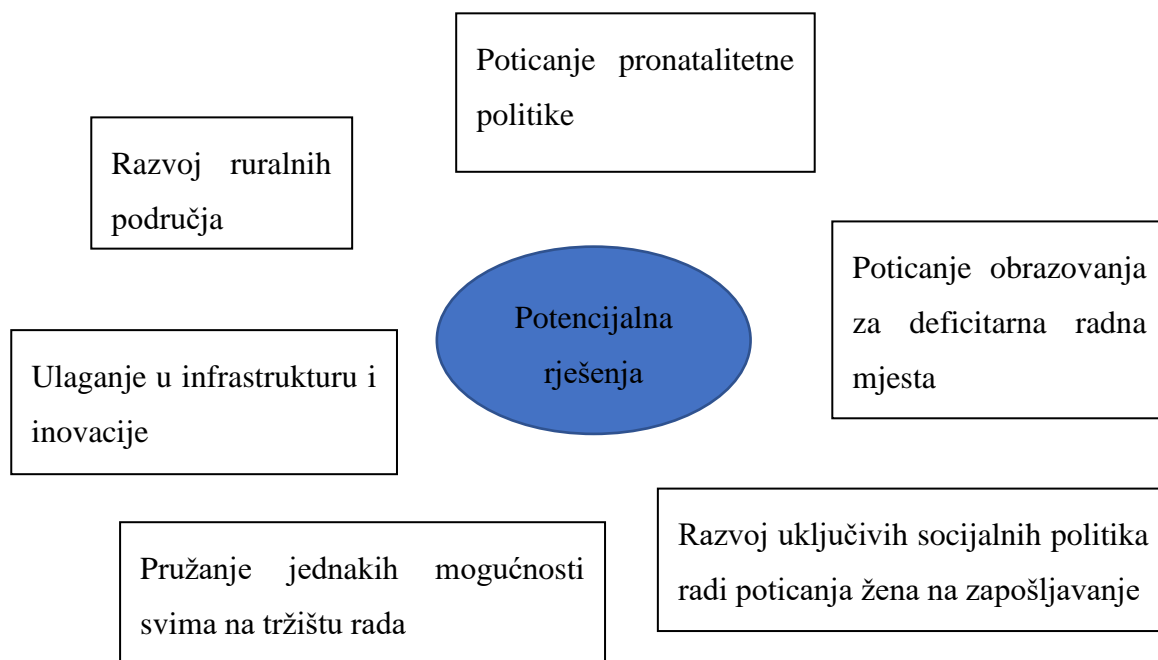 Poticanje pronatalitetne
politike
Razvoj ruralnih
područja
Poticanje obrazovanja
za deficitarna radna
mjesta
Potencijalna
rješenja
Ulaganje u infrastrukturu i
inovacije
Razvoj uključivih socijalnih politika
radi poticanja žena na zapošljavanje
Pružanje jednakih mogućnosti
svima na tržištu rada